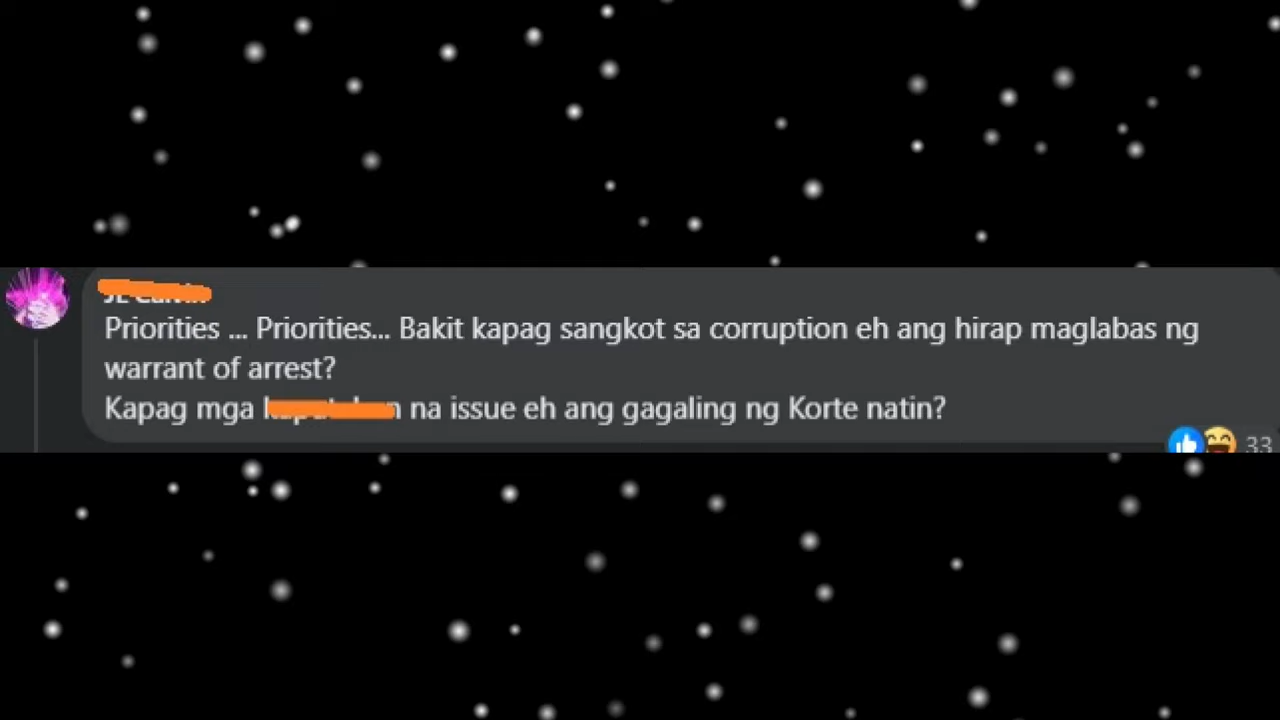 Priorities ... Priorities... Bakit kapag sangkot sa corruption eh ang hirap maglabas ng
warrant of arrest?
Kapag mga na issue eh ang gagaling ng Korte natin?
33